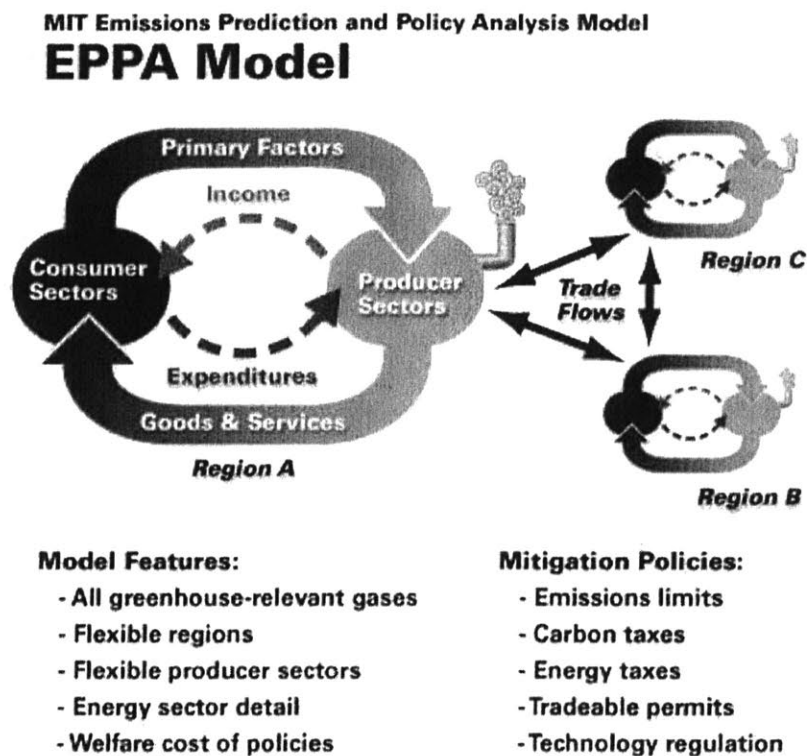 MIT Emissions Prediction and Policy Analysis Model
EPPA Model
Primary Factors
Income
Consumer
Sectors
Producer
Sectors
Expenditures
Goods & Services
Region A
Trade
Flows
Region C
Region B
Model Features:
- All greenhouse-relevant gases
- Flexible regions
- Flexible producer sectors
- Energy sector detail
- Welfare cost of policies
Mitigation Policies:
- Emissions limits
- Carbon taxes
- Energy taxes
- Tradeable permits
- Technology regulation